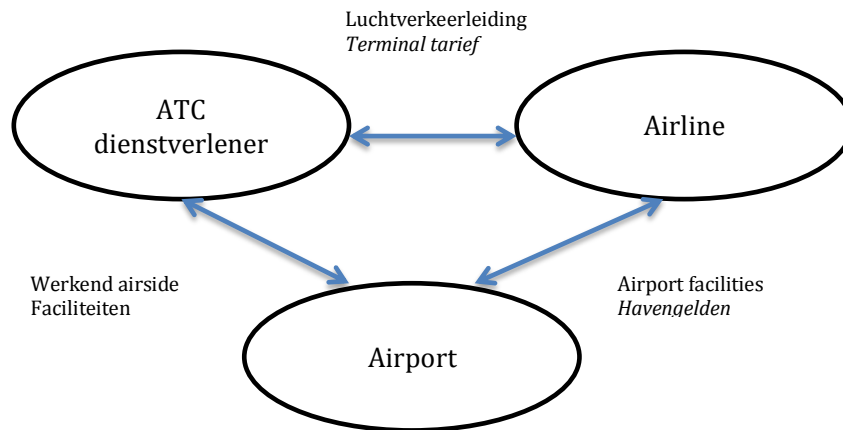 Luchtverkeerleiding
Terminal tarief
ATC
dienstverlener
Airline
Werkend airside
Faciliteiten
Airport facilities
Havengelden
Airport